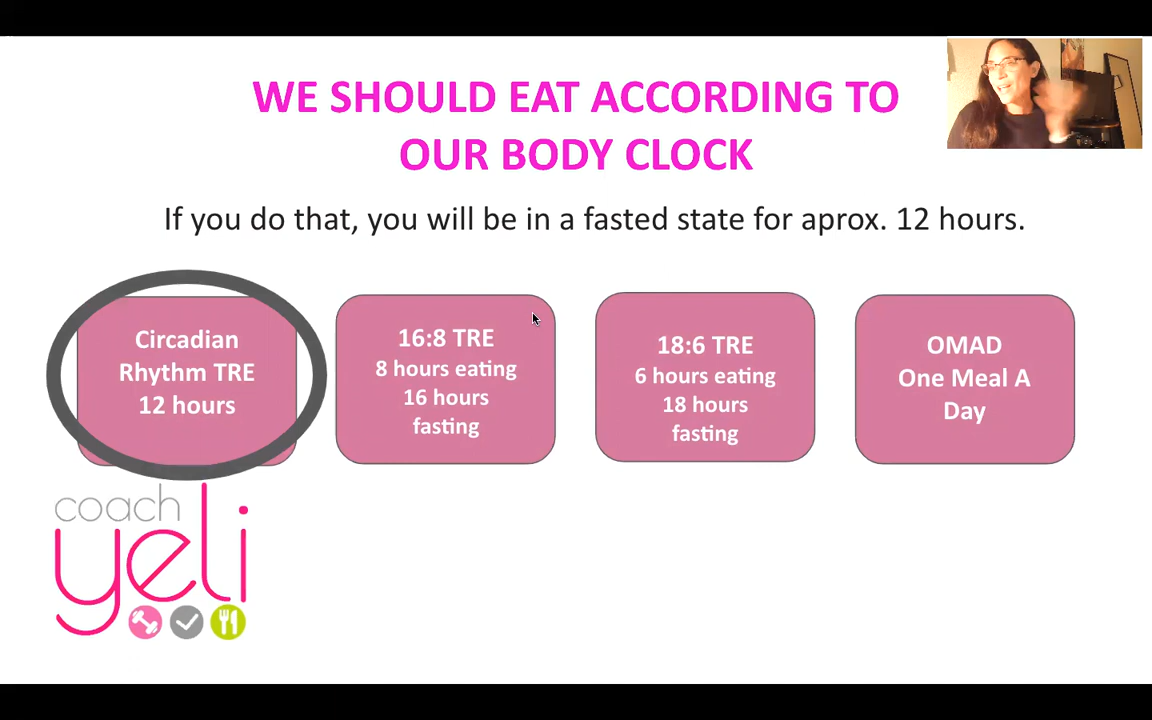 WE SHOULD EAT ACCORDING TO
OUR BODY CLOCK
If you do that, you will be in a fasted state for aprox. 12 hours.
Circadian
Rhythm TRE
12 hours
16:8 TRE
8 hours eating
16 hours
fasting
18:6 TRE
6 hours eating
18 hours
fasting
OMAD
One Meal A
Day
coach
yeli